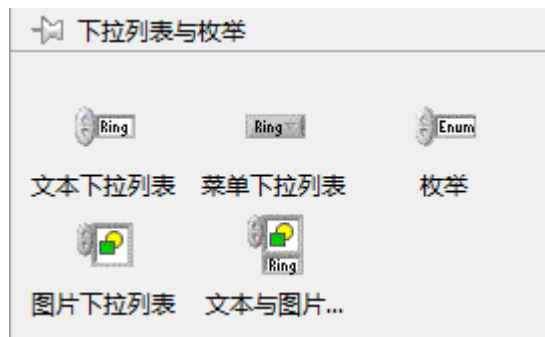 下拉列表与枚举
Ring Ring Enum
文本下拉列表 菜单下拉列表 枚举
Ring
图片下拉列表 文本与图片...